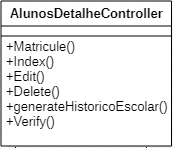 AlunosDetalheController
+Matricule()
+Index()
+Edit()
+Delete()
+generateHistoricoEscolar()
+Verify()